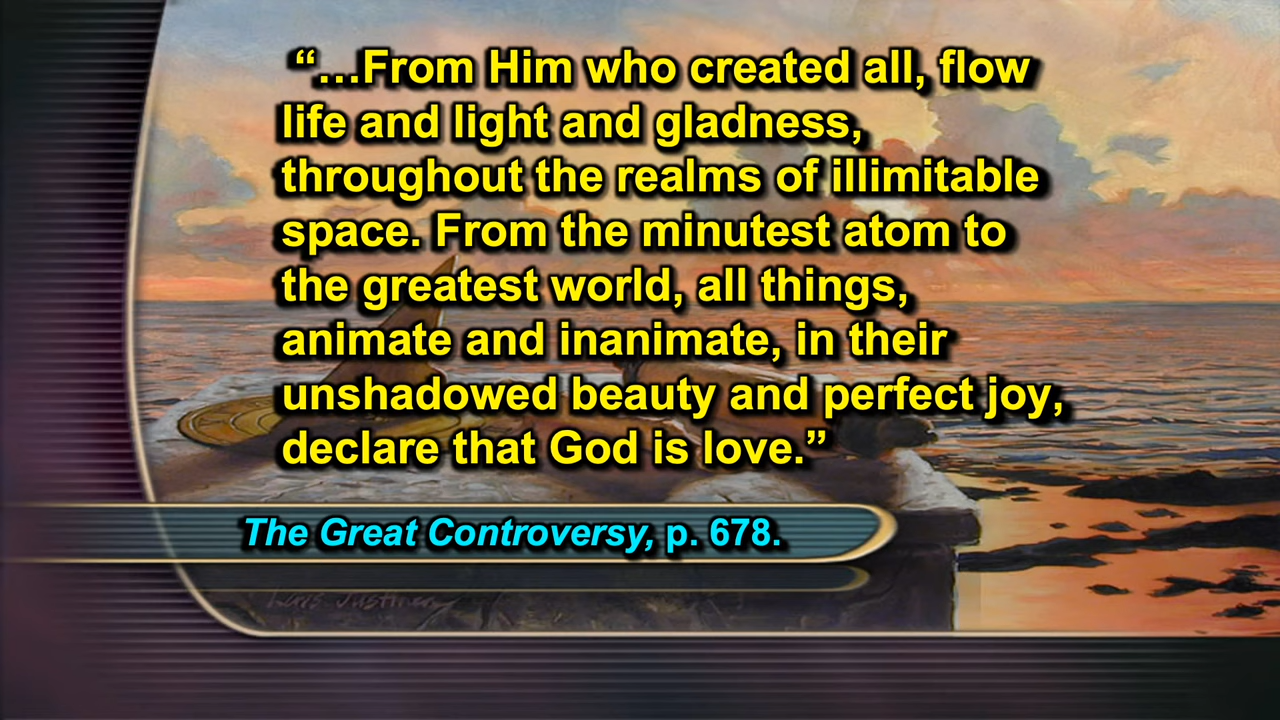 “…From Him who created all, flow
life and light and gladness,
throughout the realms of illimitable
space. From the minutest atom to
the greatest world, all things,
animate and inanimate, in their
unshadowed beauty and perfect joy,
declare that God is love.”
The Great Controversy, p. 678.